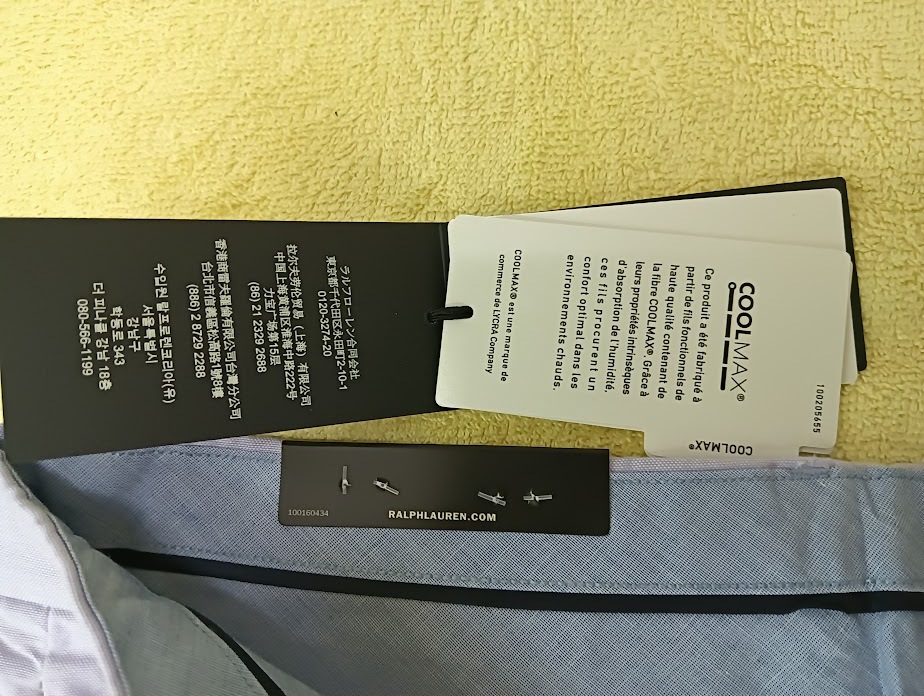 ラルフローレン合同会社
東京都千代田区永田町2-10-1
0120-3274-20
拉尔夫劳伦贸易（上海）有限公司
中国上海黄浦区淮海中路222号
力宝广场第15层
(86) 21 2329 2688
香港商雷夫羅倫有限公司台灣分公司
台北市信義區松高路1號8樓
(886) 2 8729 2288
수입원 랄프로렌코리아(유)
서울특별시
강남구
학동로 343
더 피나클 강남 18층
080-566-1199
100205655
COOLMAX®
Ce produit a été fabriqué à
partir de fils fonctionnels de
haute qualité contenant de
la fibre COOLMAX®. Grâce à
leurs propriétés intrinsèques
d'absorption de l'humidité,
ces fils procurent un
confort optimal dans les
environnements chauds.
COOLMAX® est une marque de
commerce de LYCRA Company
COOLMAX®
100160434
RALPHLAUREN.COM